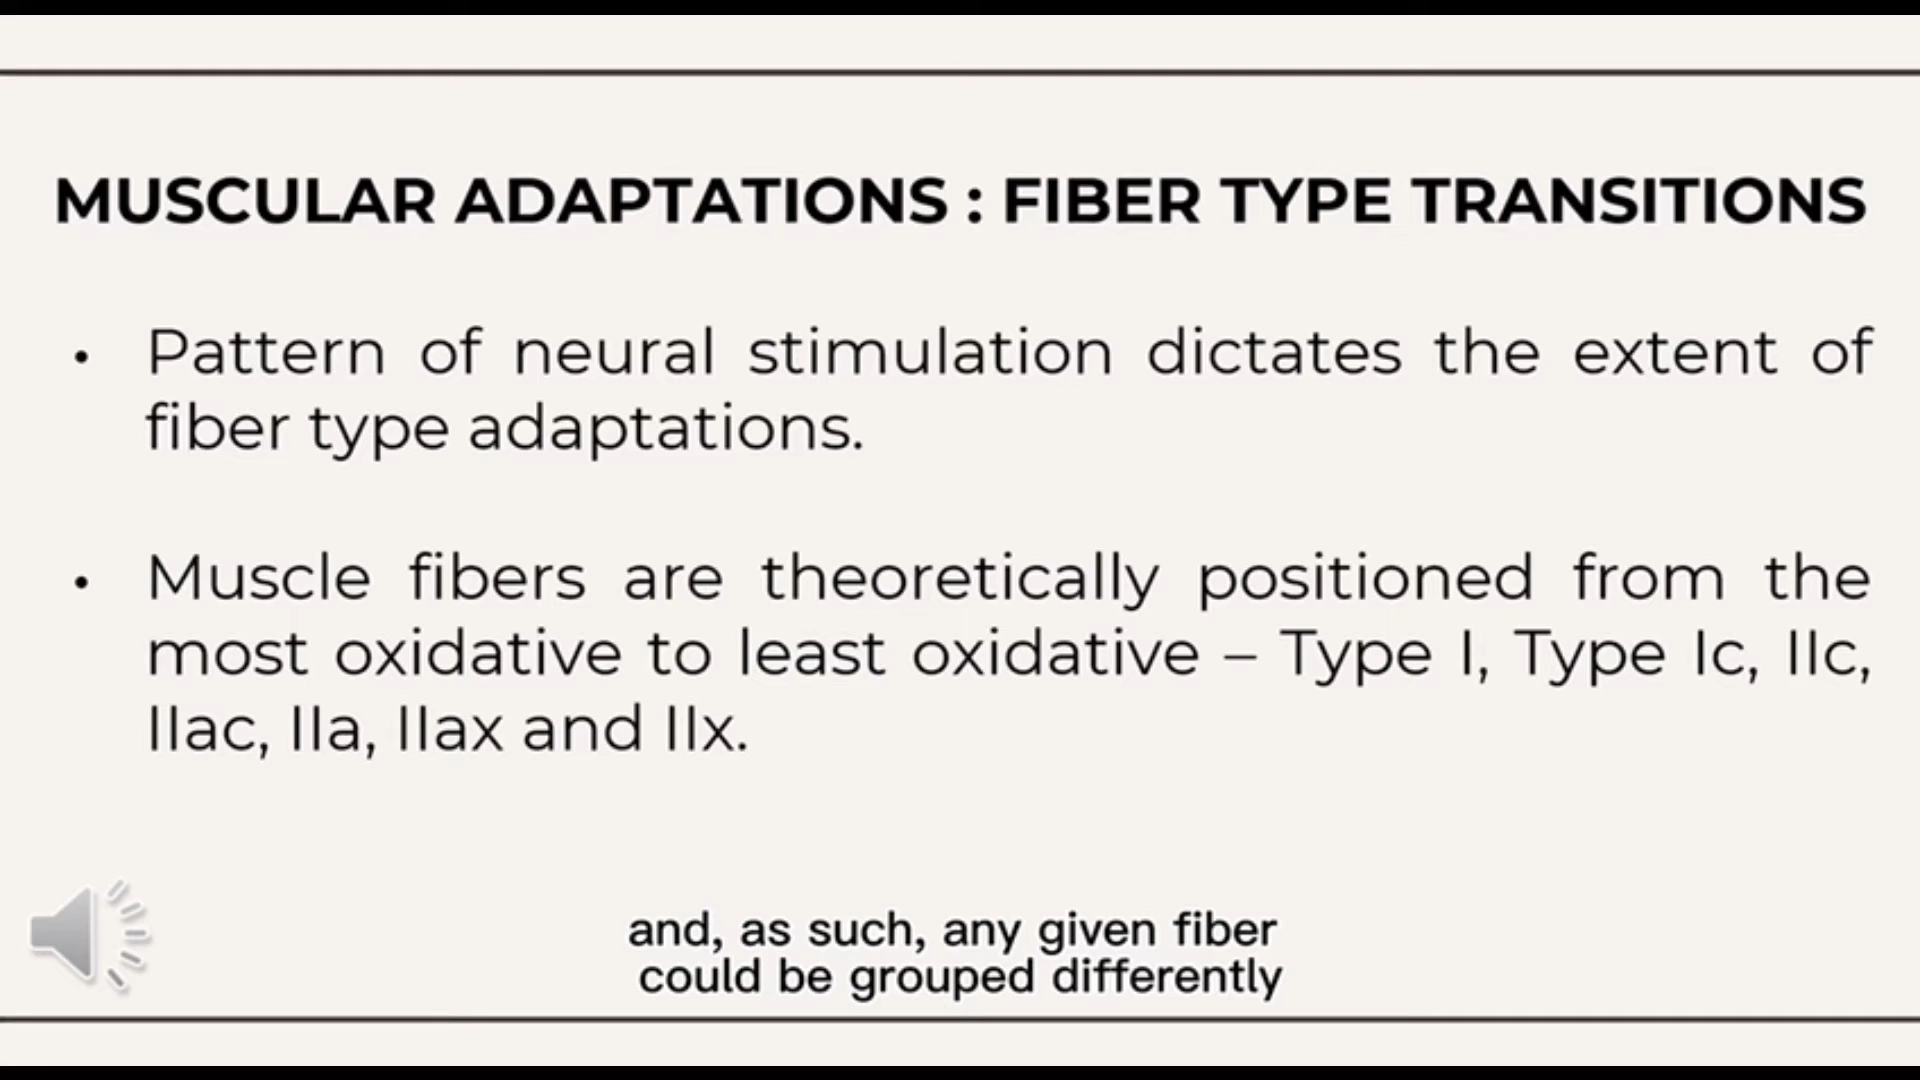 MUSCULAR ADAPTATIONS : FIBER TYPE TRANSITIONS
• Pattern of neural stimulation dictates the extent of
fiber type adaptations.
• Muscle fibers are theoretically positioned from the
most oxidative to least oxidative – Type I, Type Ic, IIc,
IIac, IIa, IIax and IIx.
and, as such, any given fiber
could be grouped differently